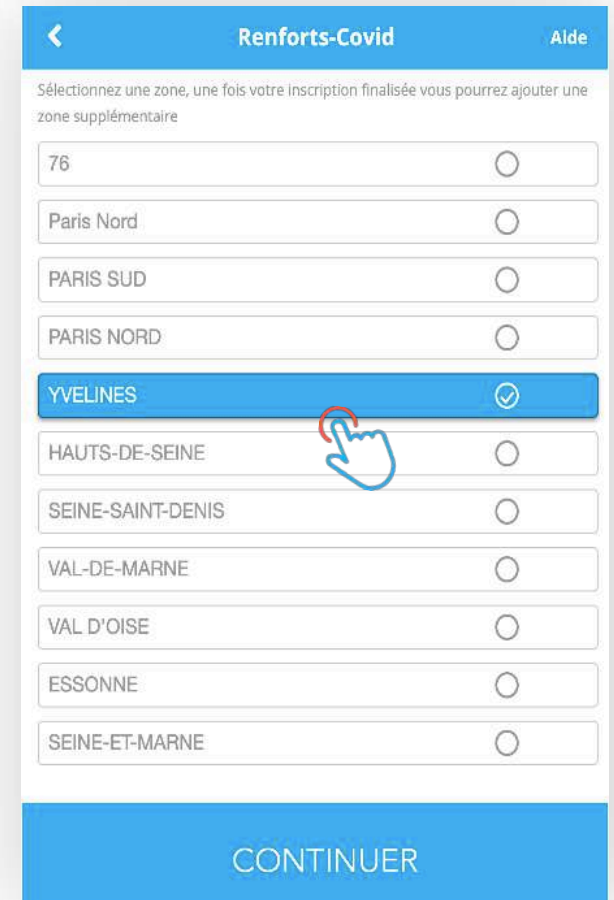 Renforts-Covid
Aide
Sélectionnez une zone, une fois votre inscription finalisée vous pourrez ajouter une
zone supplémentaire
76
Paris Nord
PARIS SUD
PARIS NORD
YVELINES
HAUTS-DE-SEINE
SEINE-SAINT-DENIS
VAL-DE-MARNE
VAL D'OISE
ESSONNE
SEINE-ET-MARNE
CONTINUER